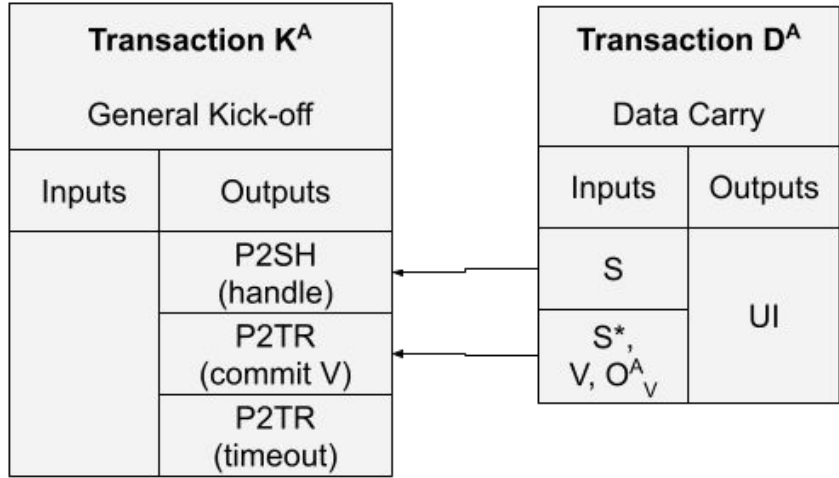 Transaction K^A
General Kick-off
Inputs
Outputs
P2SH
(handle)
P2TR
(commit V)
P2TR
(timeout)
Transaction D^A
Data Carry
Inputs
Outputs
S
S*,
V, O^A_V
UI